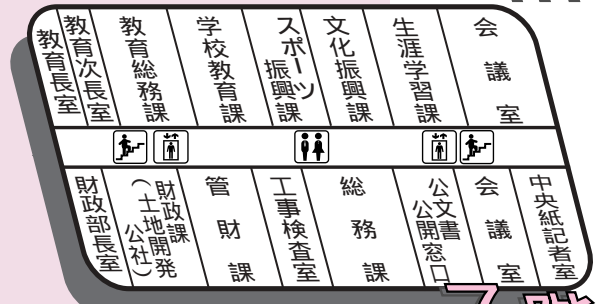 教育長室
教育次長室
教育総務課
学校教育課
スポーツ
振興課
文化振興課
生涯学習課
会議室
財政部長室
財政課
(土地開発
公社)
管財課
工事検査室
総務課
公文書
公開窓口
会議室
中央紙記者室
7階